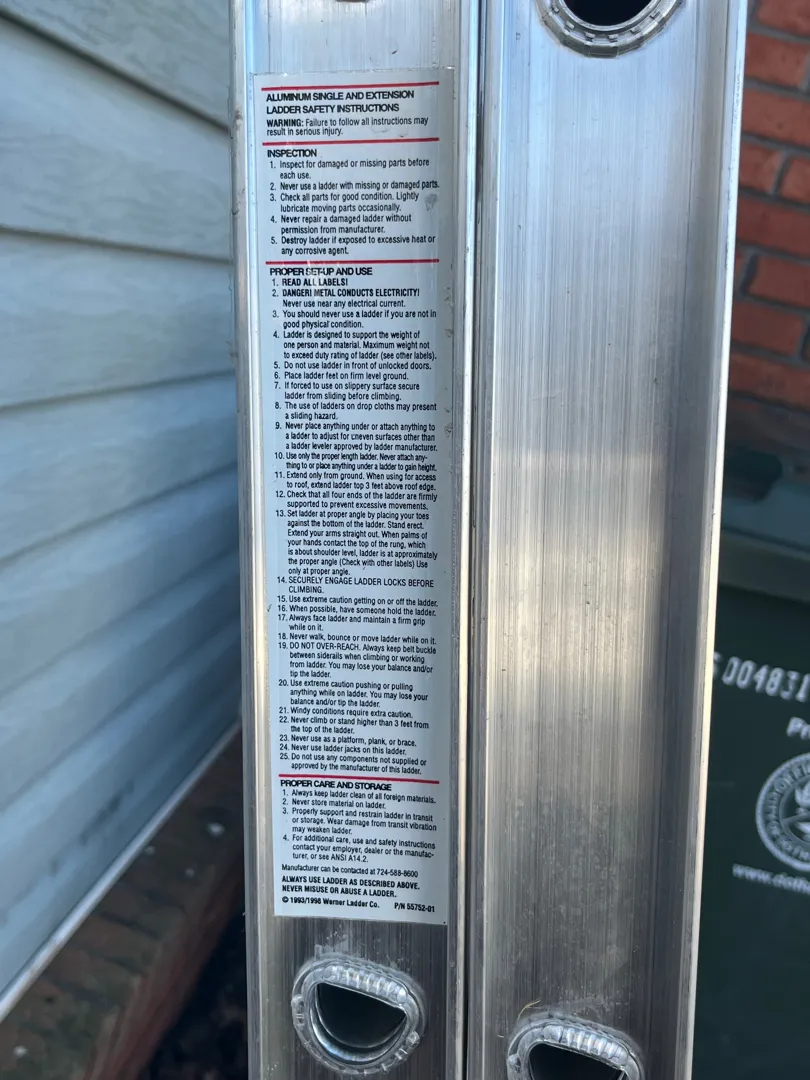 ALUMINUM SINGLE AND EXTENSION
LADDER SAFETY INSTRUCTIONS
WARNING: Failure to follow all instructions may
result in serious injury.
INSPECTION
1. Inspect for damaged or missing parts before
each use.
2. Never use a ladder with missing or damaged parts.
3. Check all parts for good condition. Lightly
lubricate moving parts occasionally.
4. Never repair a damaged ladder without
permission from manufacturer.
5. Destroy ladder if exposed to excessive heat or
any corrosive agent.
PROPER SET-UP AND USE
1. READ ALL LABELS!
2. DANGER! METAL CONDUCTS ELECTRICITY!
Never use near any electrical current.
3. You should never use a ladder if you are not in
good physical condition.
4. Ladder is designed to support the weight of
one person and material. Maximum weight not
to exceed duty rating of ladder (see other labels).
5. Do not use ladder in front of unlocked doors.
6. Place ladder feet on firm level ground.
7. If forced to use on slippery surface secure
ladder from sliding before climbing.
8. The use of ladders on drop cloths may present
a sliding hazard.
9. Never place anything under or attach anything to
a ladder to adjust for uneven surfaces other than
a ladder leveler approved by ladder manufacturer.
10. Use only the proper length ladder. Never attach any-
thing to or place anything under a ladder to gain height.
11. Extend only from ground. When using for access
to roof, extend ladder top 3 feet above roof edge.
12. Check that all four ends of the ladder are firmly
supported to prevent excessive movements.
13. Set ladder at proper angle by placing your toes
against the bottom of the ladder. Stand erect.
Extend your arms straight out. When palms of
your hands contact the top of the rung, which
is about shoulder level, ladder is at approximately
the proper angle (Check with other labels) Use
only at proper angle.
14. SECURELY ENGAGE LADDER LOCKS BEFORE
CLIMBING.
15. Use extreme caution getting on or off the ladder.
16. When possible, have someone hold the ladder.
17. Always face ladder and maintain a firm grip
while on it.
18. Never walk, bounce or move ladder while on it.
19. DO NOT OVER-REACH. Always keep belt buckle
between siderails when climbing or working
from ladder. You may lose your balance and/or
tip the ladder.
20. Use extreme caution pushing or pulling
anything while on ladder. You may lose your
balance and/or tip the ladder.
21. Windy conditions require extra caution.
22. Never climb or stand higher than 3 feet from
the top of the ladder.
23. Never use as a platform, plank, or brace.
24. Never use ladder jacks on this ladder.
25. Do not use any components not supplied or
approved by the manufacturer of this ladder.
PROPER CARE AND STORAGE
1. Always keep ladder clean of all foreign materials.
2. Never store material on ladder.
3. Properly support and restrain ladder in transit
or storage. Wear damage from transit vibration
may weaken ladder.
4. For additional care, use and safety instructions
contact your employer, dealer or the manufac-
turer, or see ANSI A14.2.
Manufacturer can be contacted at 724-588-8600
ALWAYS USE LADDER AS DESCRIBED ABOVE.
NEVER MISUSE OR ABUSE A LADDER.
© 1993/1998 Werner Ladder Co. P/N 55752-01